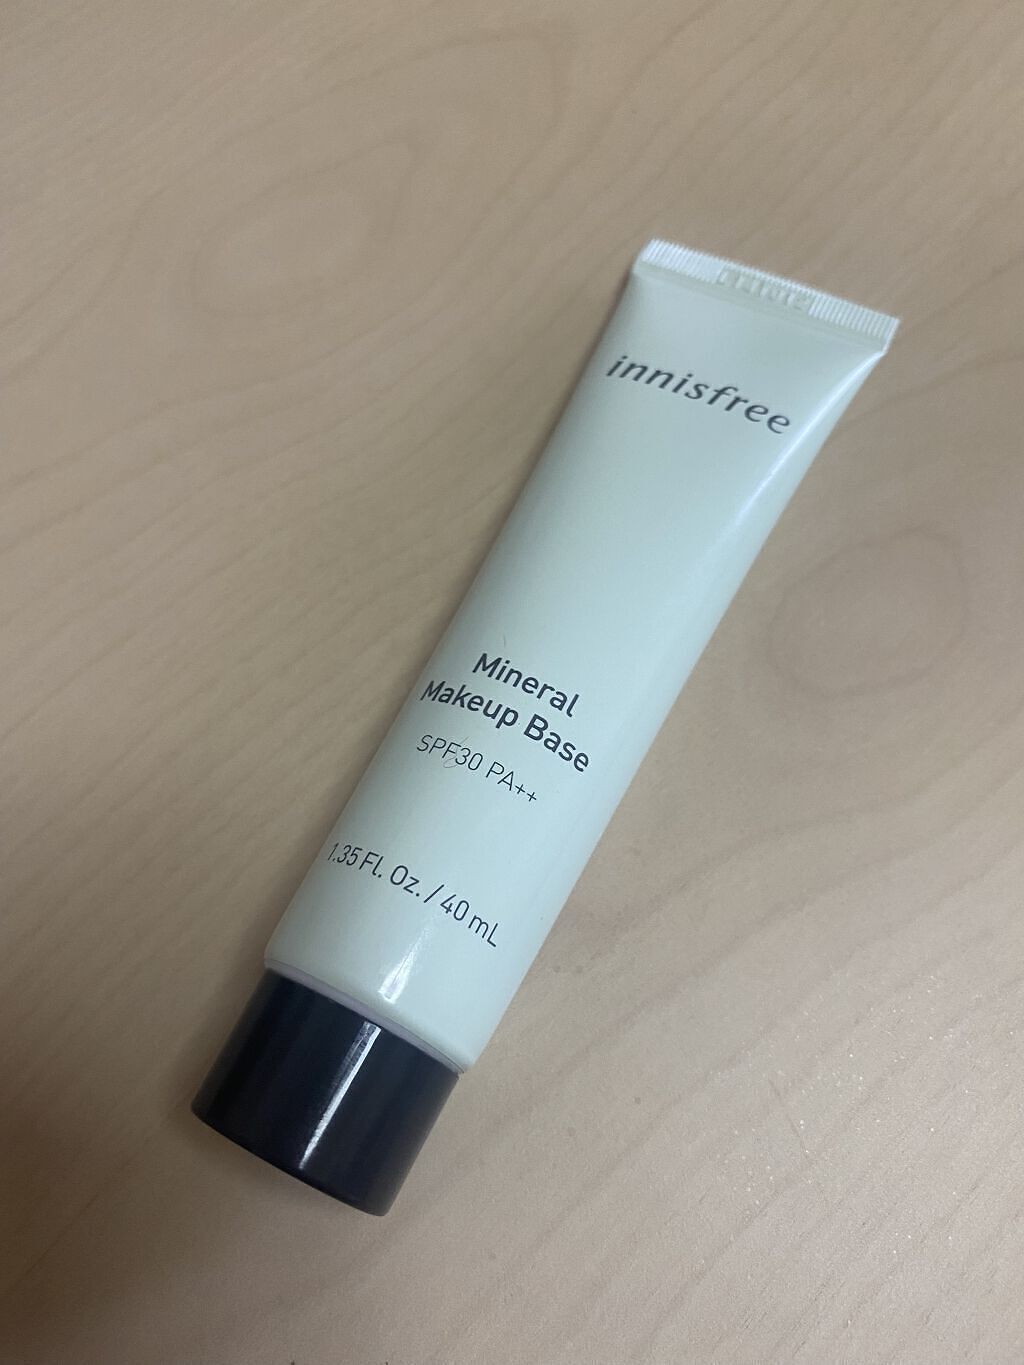 innisfree
Mineral
Makeup Base
SPF30 PA++
1.35 Fl. Oz. / 40 mL